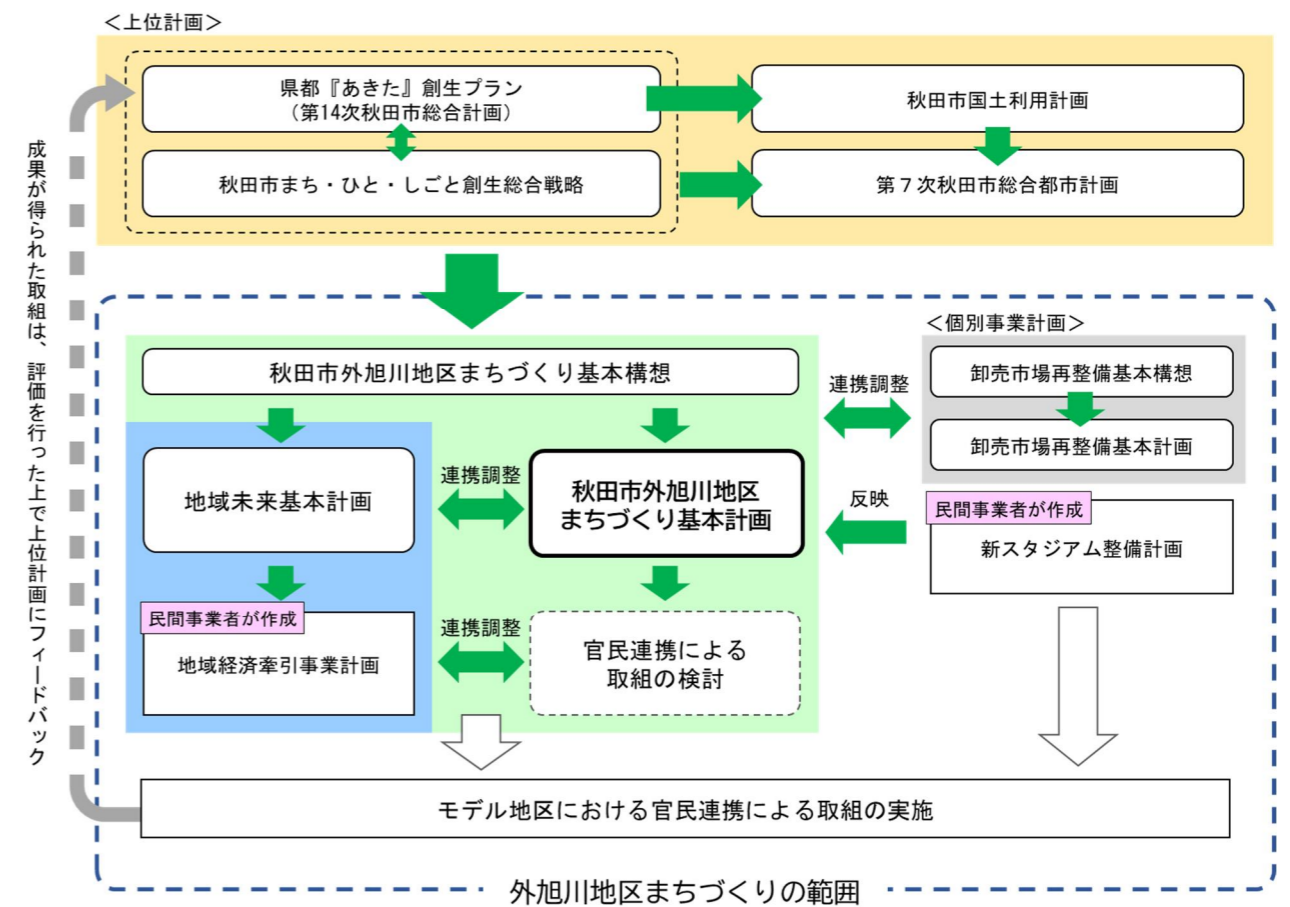 ＜上位計画＞
県都『あきた』創生プラン
（第14次秋田市総合計画）
秋田市国土利用計画
秋田市まち・ひと・しごと創生総合戦略
第７次秋田市総合都市計画
成果が得られた取組は、評価を行った上で上位計画にフィードバック
＜個別事業計画＞
秋田市外旭川地区まちづくり基本構想
連携調整
卸売市場再整備基本構想
卸売市場再整備基本計画
地域未来基本計画
連携調整
秋田市外旭川地区
まちづくり基本計画
反映
民間事業者が作成
新スタジアム整備計画
民間事業者が作成
地域経済牽引事業計画
連携調整
官民連携による
取組の検討
モデル地区における官民連携による取組の実施
外旭川地区まちづくりの範囲